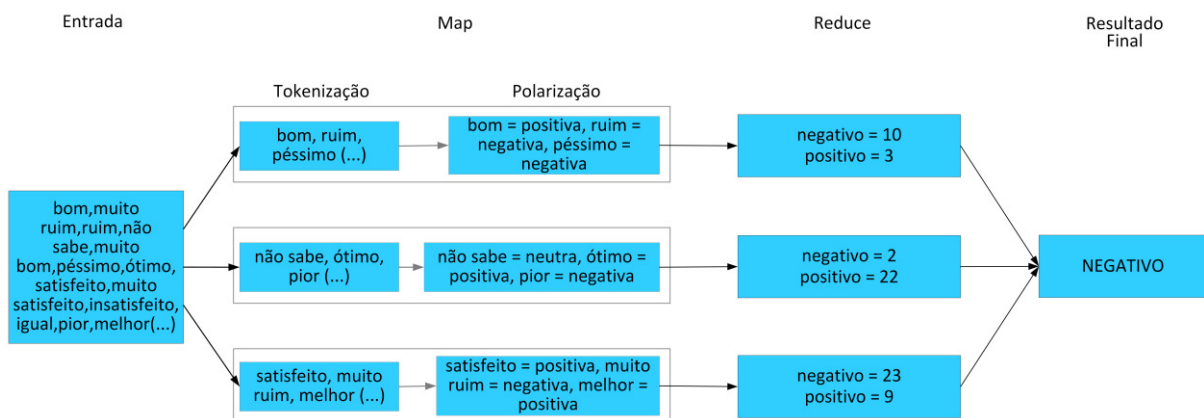 Entrada
Map
Reduce
Resultado
Final
Tokenização
Polarização
bom,muito
ruim,ruim,não
sabe,muito
bom,péssimo,ótimo,
satisfeito,muito
satisfeito,insatisfeito,
igual,pior,melhor(...)
bom, ruim,
péssimo (...)
bom = positiva, ruim =
negativa, péssimo =
negativa
negativo = 10
positivo = 3
não sabe, ótimo,
pior (...)
não sabe = neutra, ótimo =
positiva, pior = negativa
negativo = 2
positivo = 22
satisfeito, muito
ruim, melhor (...)
satisfeito = positiva, muito
ruim = negativa, melhor =
positiva
negativo = 23
positivo = 9
NEGATIVO